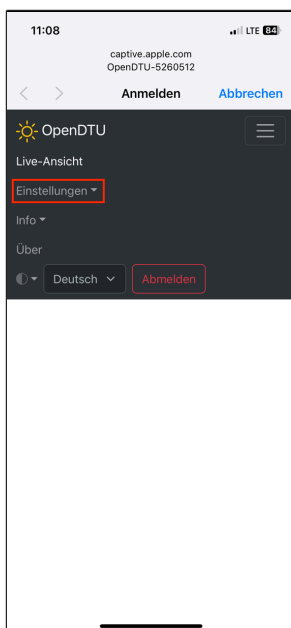 11:08 LTE 84
captive.apple.com
OpenDTU-5260512
Anmelden Abbrechen
OpenDTU
Live-Ansicht
Einstellungen
Info
Über
Deutsch Abmelden